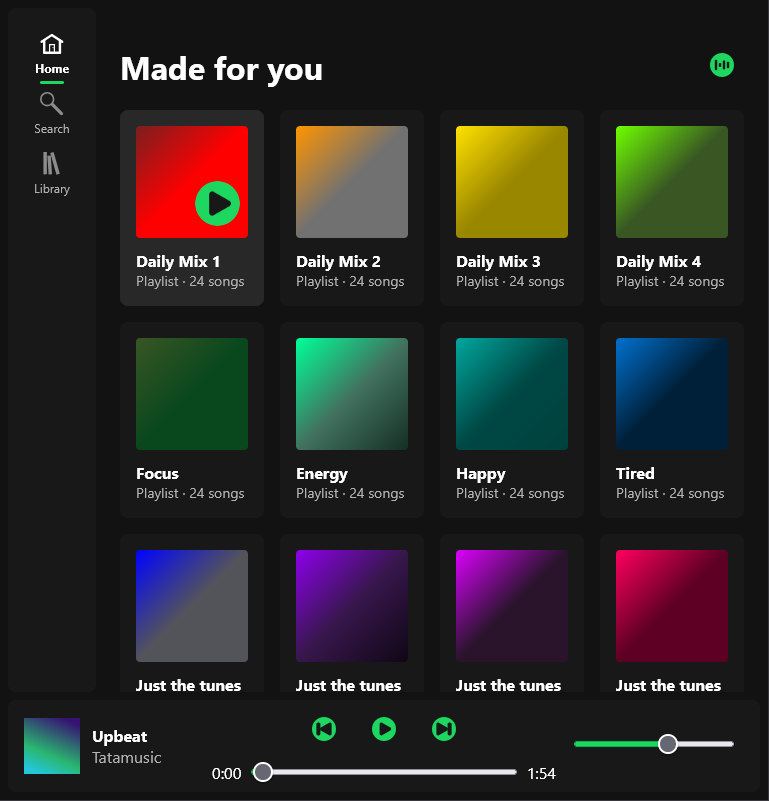 Home
Search
Library
Made for you
Daily Mix 1
Playlist · 24 songs
Daily Mix 2
Playlist · 24 songs
Daily Mix 3
Playlist · 24 songs
Daily Mix 4
Playlist · 24 songs
Focus
Playlist · 24 songs
Energy
Playlist · 24 songs
Happy
Playlist · 24 songs
Tired
Playlist · 24 songs
Just the tunes
Just the tunes
Just the tunes
Just the tunes
Upbeat
Tatamusic
0:00
1:54